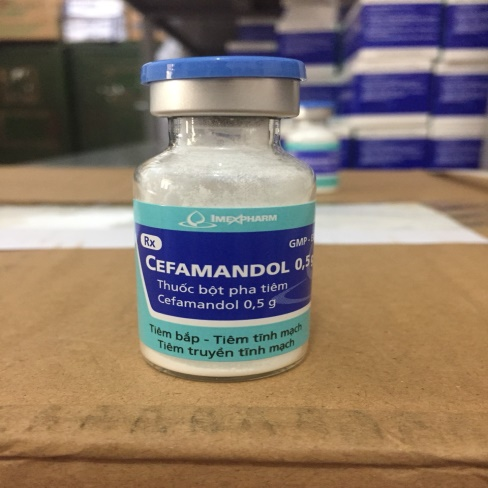 IMEXPHARM
Rx
GMP -
CEFAMANDOL 0,5g
Thuốc bột pha tiêm
Cefamandol 0,5 g
Tiêm bắp - Tiêm tĩnh mạch
Tiêm truyền tĩnh mạch